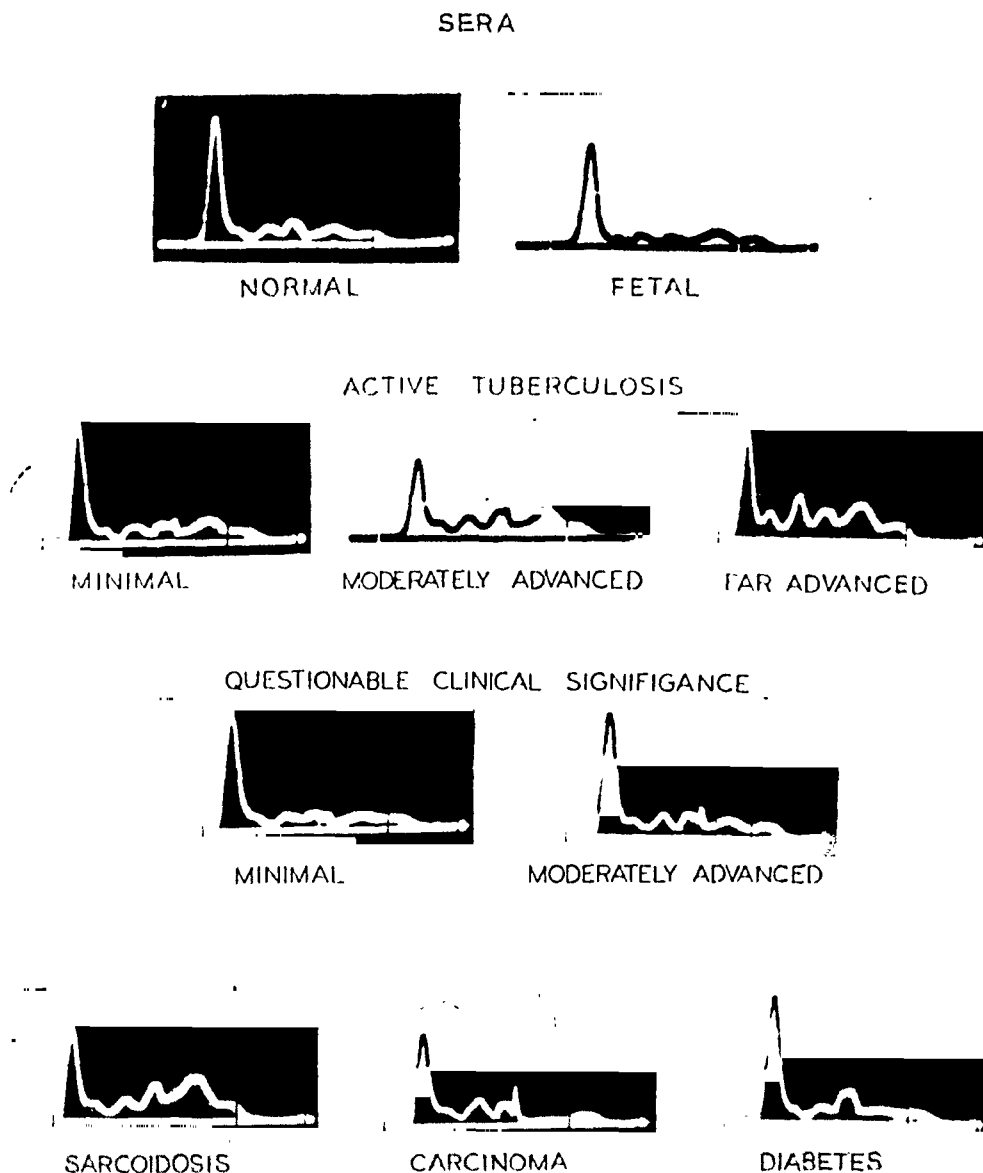 SERA
NORMAL FETAL
ACTIVE TUBERCULOSIS
MINIMAL MODERATELY ADVANCED FAR ADVANCED
QUESTIONABLE CLINICAL SIGNIFIGANCE
MINIMAL MODERATELY ADVANCED
SARCOIDOSIS CARCINOMA DIABETES